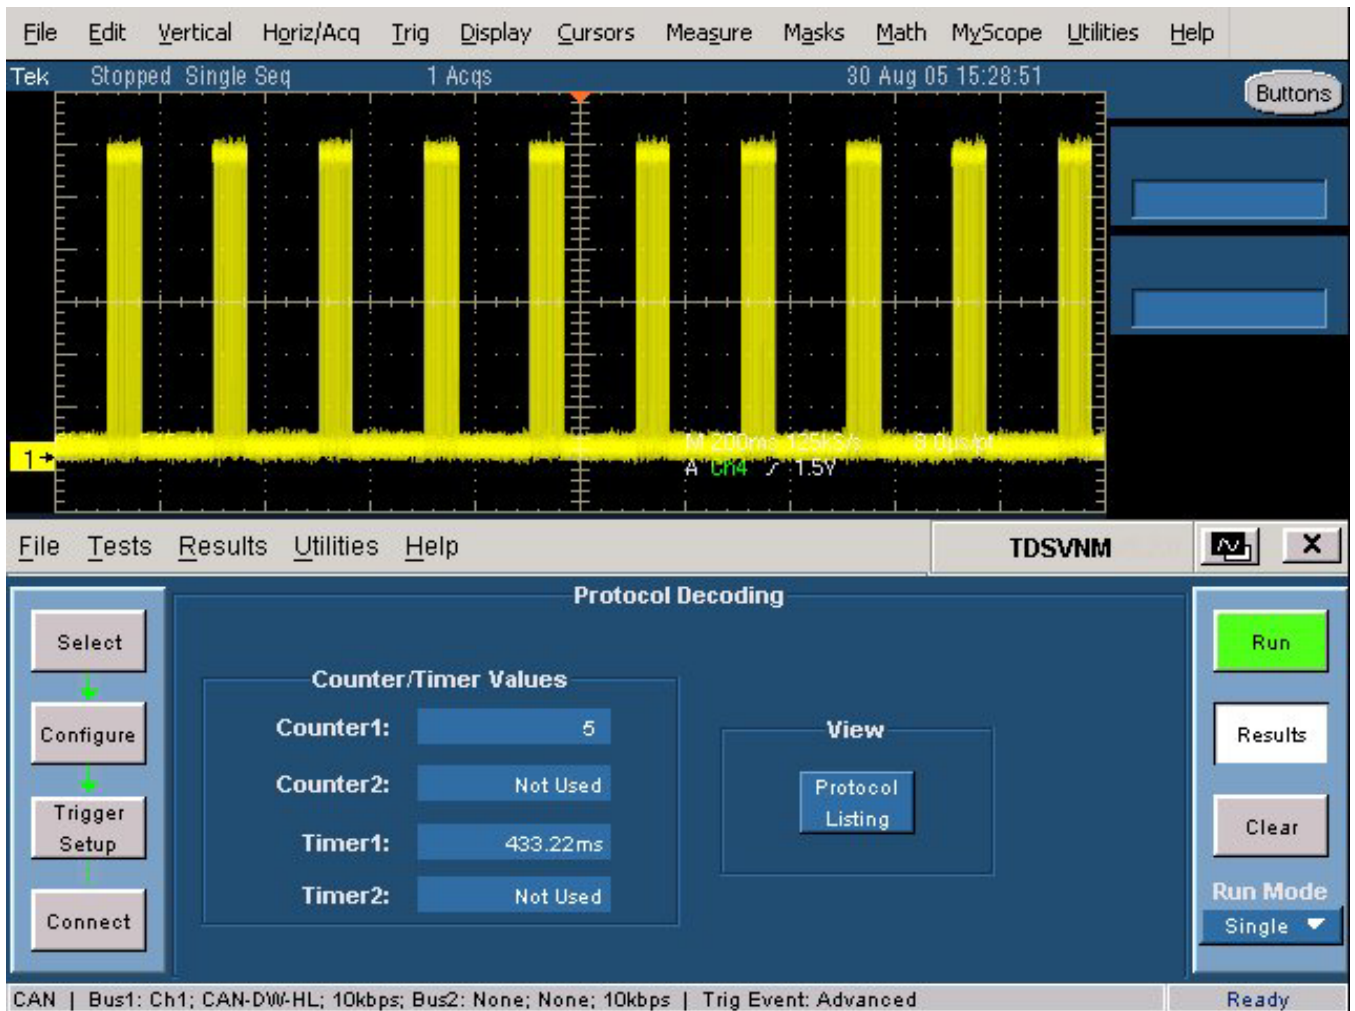 File Edit Vertical Horiz/Acq Trig Display Cursors Measure Masks Math MyScope Utilities Help
Tek Stopped Single Seq 1 Acqs 30 Aug 05 15:28:51
Buttons
M 200ms 125kS/s 8.0µs/pt
A Ch4 1.5V
1
File Tests Results Utilities Help TDSVNM
Protocol Decoding
Select
Configure
Trigger
Setup
Connect
Counter/Timer Values
Counter1: 5
Counter2: Not Used
Timer1: 433.22ms
Timer2: Not Used
View
Protocol
Listing
Run
Results
Clear
Run Mode
Single
CAN | Bus1: Ch1; CAN-DW-HL; 10kbps; Bus2: None; None; 10kbps | Trig Event: Advanced Ready